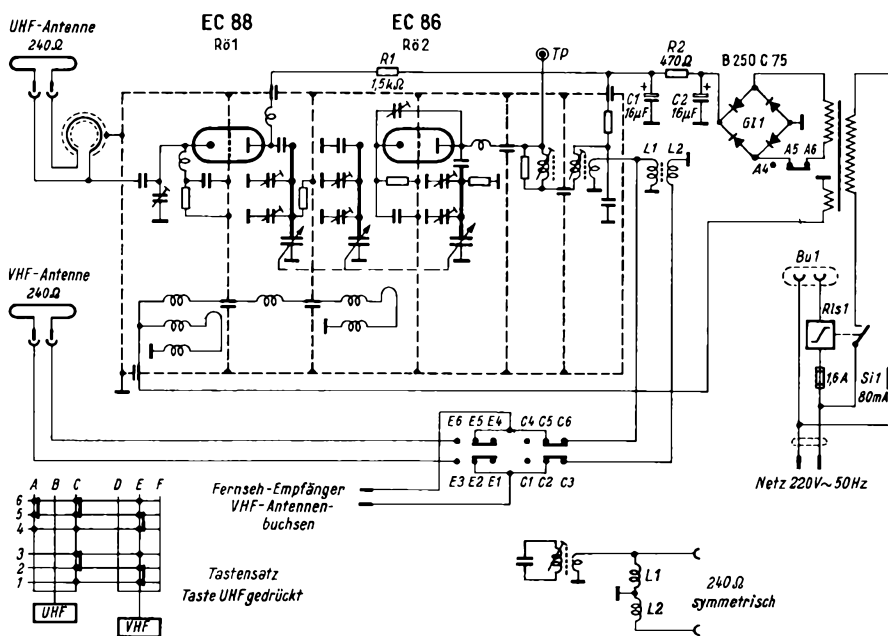 EC 88
Rö1
EC 86
Rö2
UHF-Antenne
240Ω
R1
1,5kΩ
TP
R2
470Ω
B 250 C 75
C1
16µF
C2
16µF
Gl1
A5 A6
A4
L1 L2
VHF-Antenne
240Ω
Bu1
Rls1
1,6A
Si1
80mA
E6 E5 E4 C4 C5 C6
E3 E2 E1 C1 C2 C3
Netz 220V~50Hz
Fernseh-Empfänger
VHF-Antennen-
buchsen
A B C D E F
6
5
4
3
2
1
UHF
VHF
Tastensatz
Taste UHF gedrückt
L1
L2
240Ω
symmetrisch